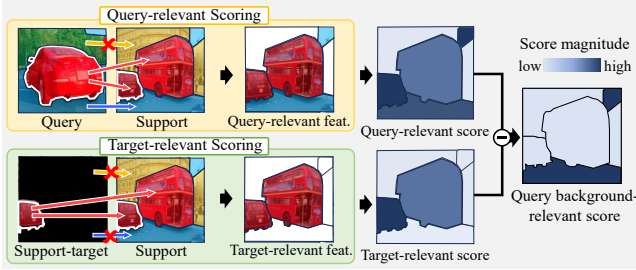 Query-relevant Scoring
Query
Support
Query-relevant feat.
Query-relevant score
Target-relevant Scoring
Support-target
Support
Target-relevant feat.
Target-relevant score
Score magnitude
low
high
Query background-
relevant score